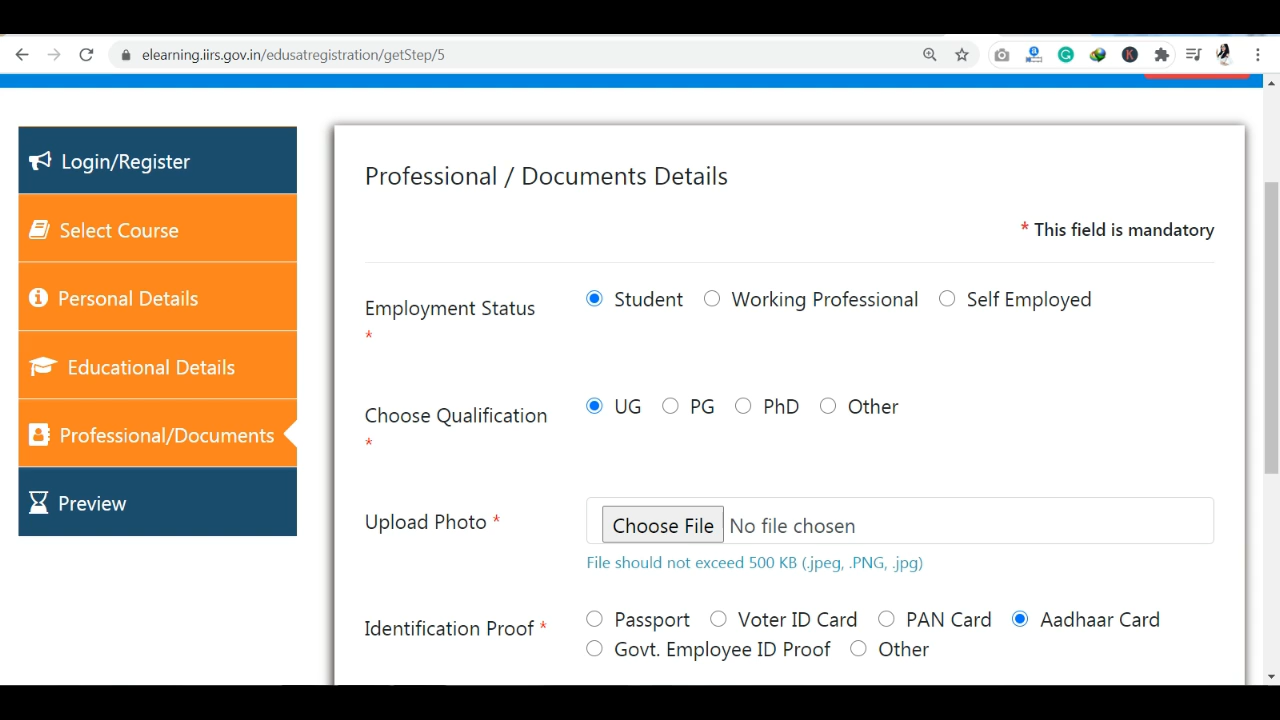 elearning.iirs.gov.in/edusatregistration/getStep/5
Login/Register
Select Course
Personal Details
Educational Details
Professional/Documents
Preview
Professional / Documents Details
* This field is mandatory
Employment Status
*
Student Working Professional Self Employed
Choose Qualification
*
UG PG PhD Other
Upload Photo *
Choose File No file chosen
File should not exceed 500 KB (.jpeg, .PNG, .jpg)
Identification Proof *
Passport Voter ID Card PAN Card Aadhaar Card
Govt. Employee ID Proof Other